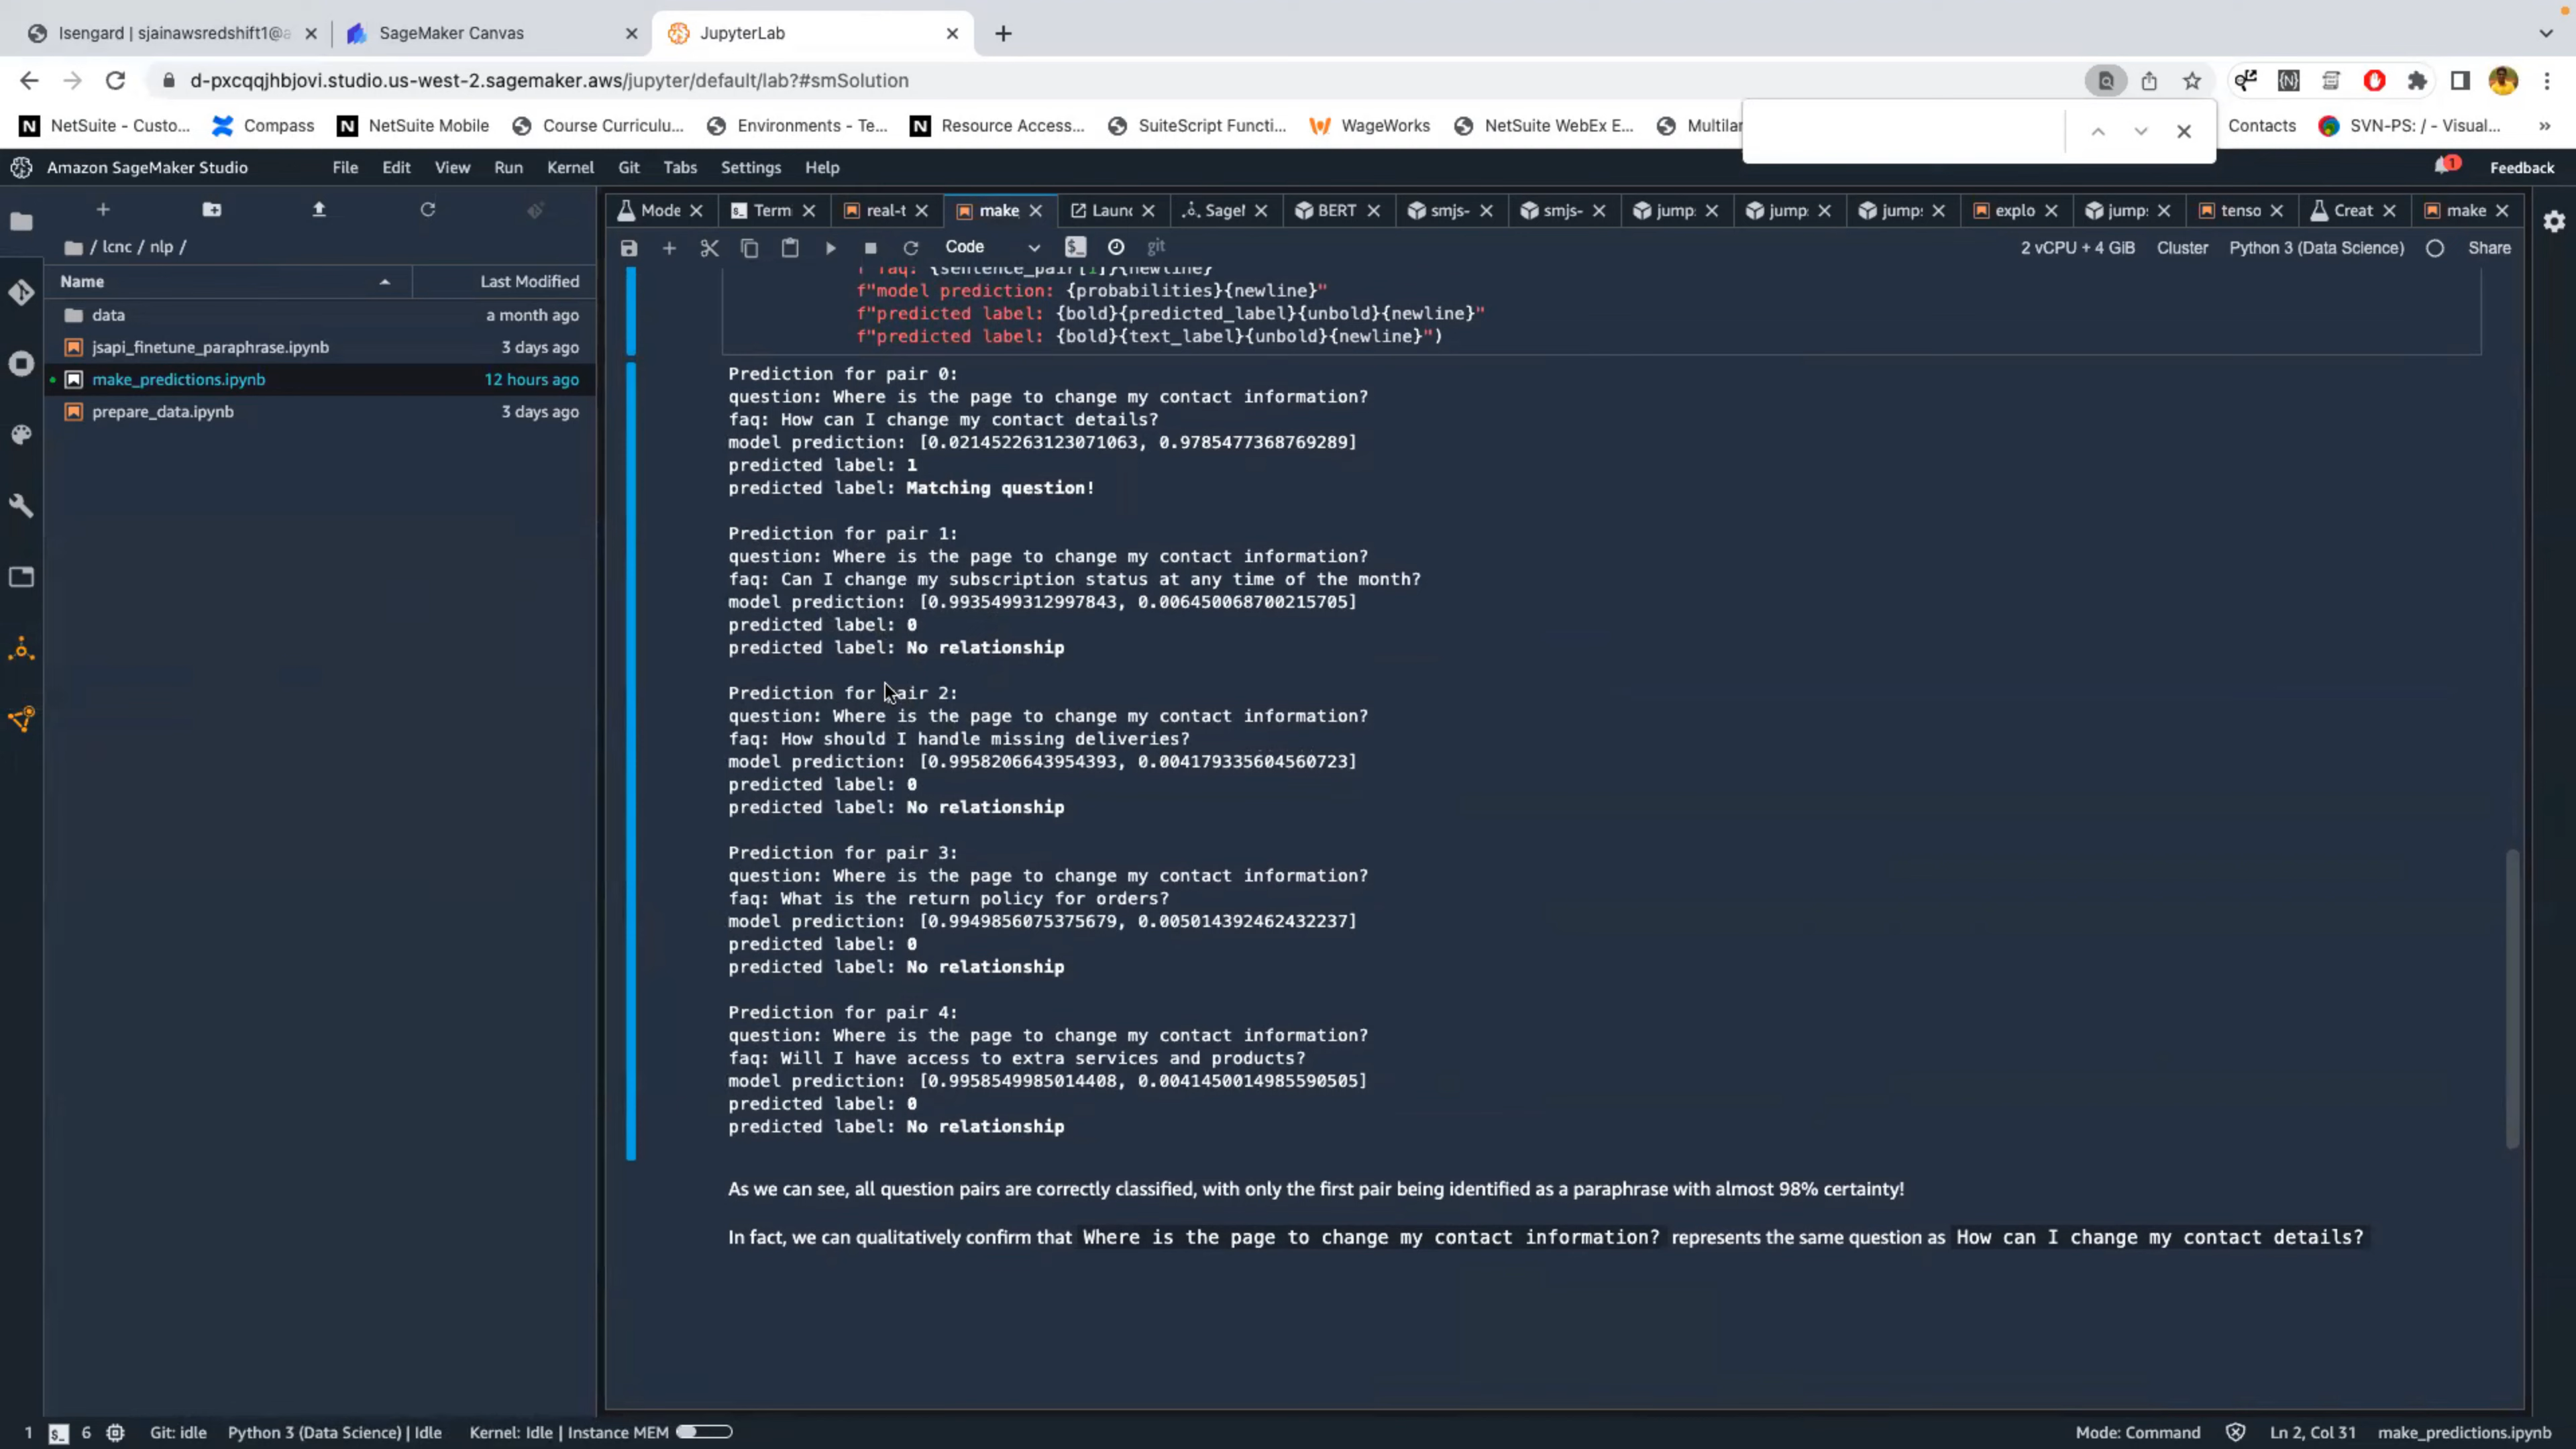 Isengard | sjainawsredshift1@a
SageMaker Canvas
JupyterLab
d-pxcqqjhbjovi.studio.us-west-2.sagemaker.aws/jupyter/default/lab?#smSolution
NetSuite - Custo...
Compass
NetSuite Mobile
Course Curriculu...
Environments - Te...
Resource Access...
SuiteScript Functi...
WageWorks
NetSuite WebEx E...
Multilar
Contacts
SVN-PS: / - Visual...
Amazon SageMaker Studio
File Edit View Run Kernel Git Tabs Settings Help
1
Feedback
Mode Term real-t make Launc SageM BERT smjs- smjs- jump: jump: jump: explo jump: tenso Creat make
Code
git
2 vCPU + 4 GiB Cluster Python 3 (Data Science) Share
/ lcnc / nlp /
Name Last Modified
data a month ago
jsapi_finetune_paraphrase.ipynb 3 days ago
make_predictions.ipynb 12 hours ago
prepare_data.ipynb 3 days ago
f"faq: {sentence_pair[1]}{newline}"
f"model prediction: {probabilities}{newline}"
f"predicted label: {bold}{predicted_label}{unbold}{newline}"
f"predicted label: {bold}{text_label}{unbold}{newline}")
Prediction for pair 0:
question: Where is the page to change my contact information?
faq: How can I change my contact details?
model prediction: [0.021452263123071063, 0.9785477368769289]
predicted label: 1
predicted label: Matching question!
Prediction for pair 1:
question: Where is the page to change my contact information?
faq: Can I change my subscription status at any time of the month?
model prediction: [0.9935499312997843, 0.006450068700215705]
predicted label: 0
predicted label: No relationship
Prediction for pair 2:
question: Where is the page to change my contact information?
faq: How should I handle missing deliveries?
model prediction: [0.9958206643954393, 0.004179335604560723]
predicted label: 0
predicted label: No relationship
Prediction for pair 3:
question: Where is the page to change my contact information?
faq: What is the return policy for orders?
model prediction: [0.9949856075375679, 0.005014392462432237]
predicted label: 0
predicted label: No relationship
Prediction for pair 4:
question: Where is the page to change my contact information?
faq: Will I have access to extra services and products?
model prediction: [0.9958549985014408, 0.0041450014985590505]
predicted label: 0
predicted label: No relationship
As we can see, all question pairs are correctly classified, with only the first pair being identified as a paraphrase with almost 98% certainty!
In fact, we can qualitatively confirm that Where is the page to change my contact information? represents the same question as How can I change my contact details?
1 6 Git: idle Python 3 (Data Science) | Idle Kernel: Idle | Instance MEM
Mode: Command Ln 2, Col 31 make_predictions.ipynb